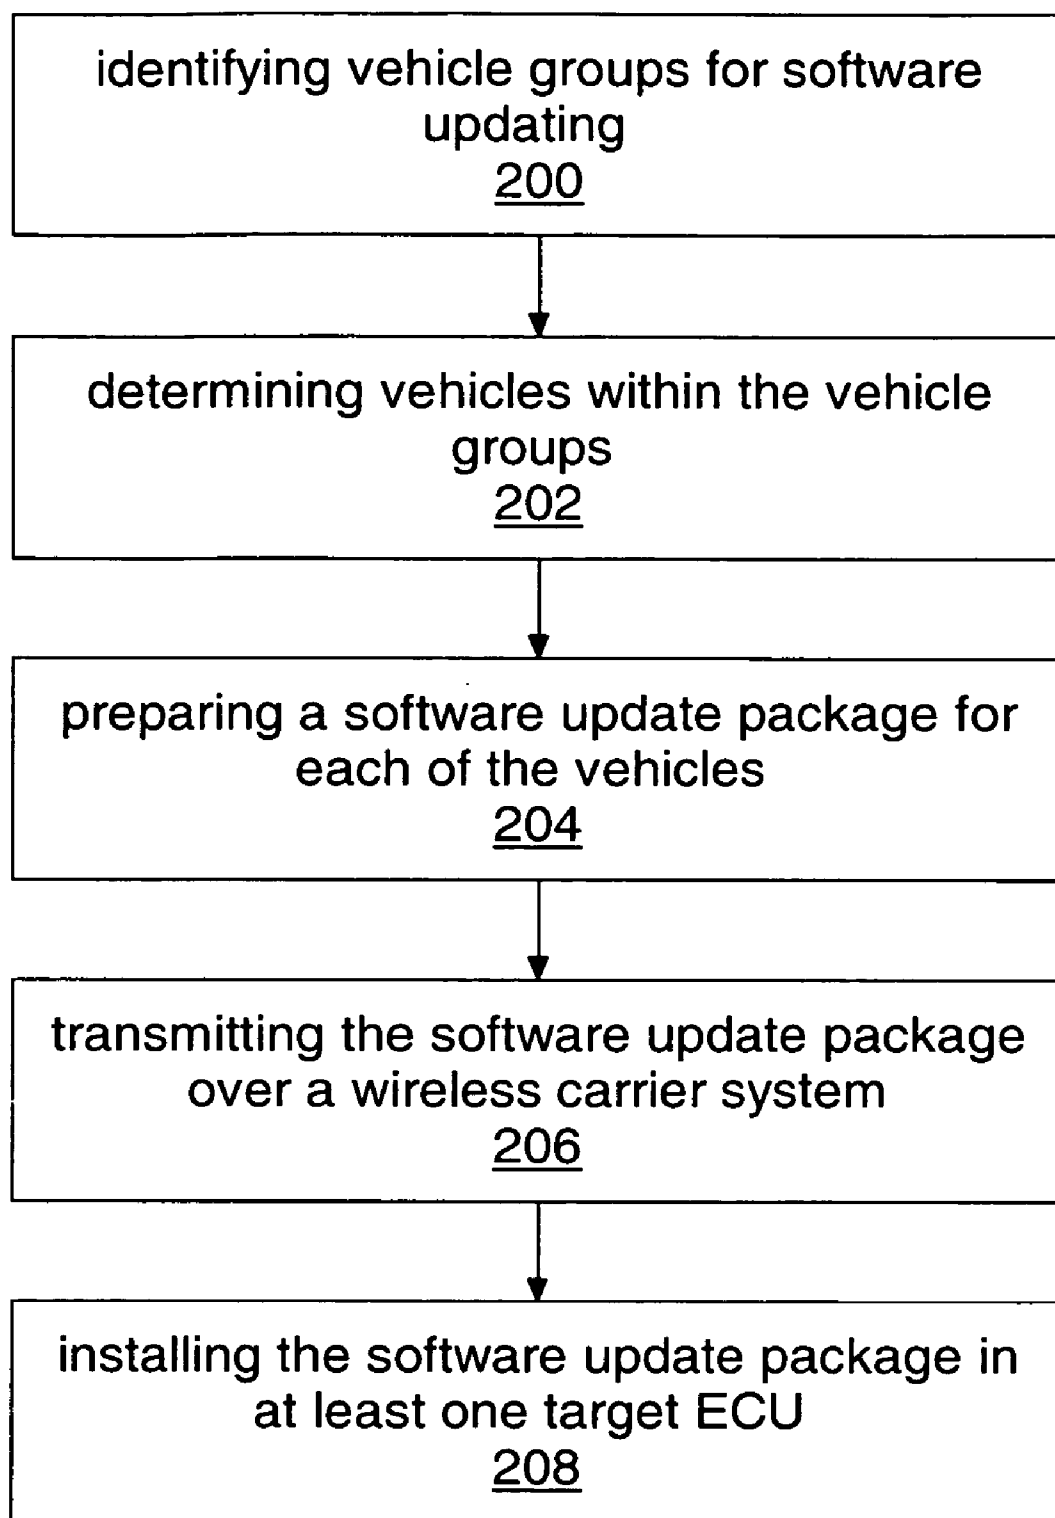 identifying vehicle groups for software
updating
200
determining vehicles within the vehicle
groups
202
preparing a software update package for
each of the vehicles
204
transmitting the software update package
over a wireless carrier system
206
installing the software update package in
at least one target ECU
208